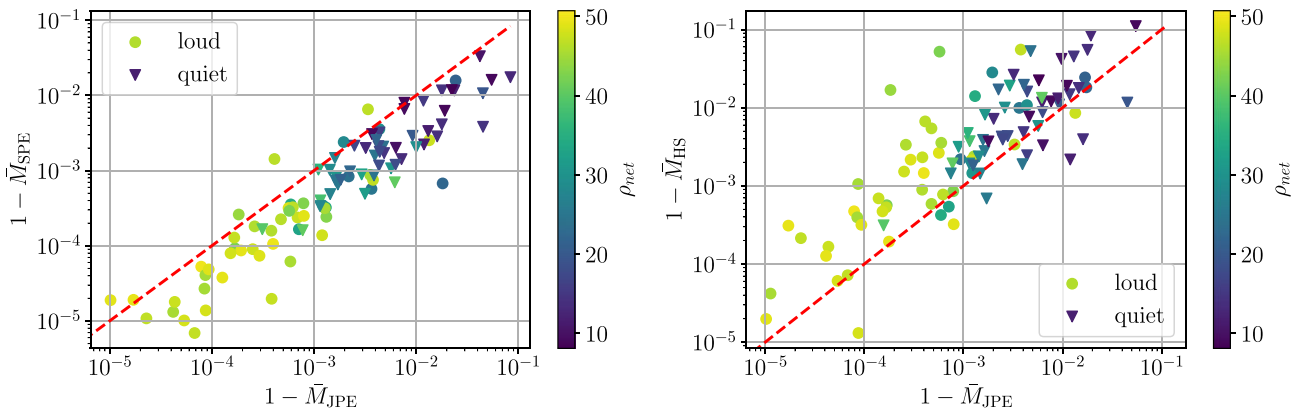 10⁻¹
10⁻²
10⁻³
10⁻⁴
10⁻⁵
1 − M̄_SPE
loud
quiet
10⁻⁵ 10⁻⁴ 10⁻³ 10⁻² 10⁻¹
1 − M̄_JPE
50
40
30
20
10
ρ_net
10⁻¹
10⁻²
10⁻³
10⁻⁴
10⁻⁵
1 − M̄_HS
loud
quiet
10⁻⁵ 10⁻⁴ 10⁻³ 10⁻² 10⁻¹
1 − M̄_JPE
50
40
30
20
10
ρ_net